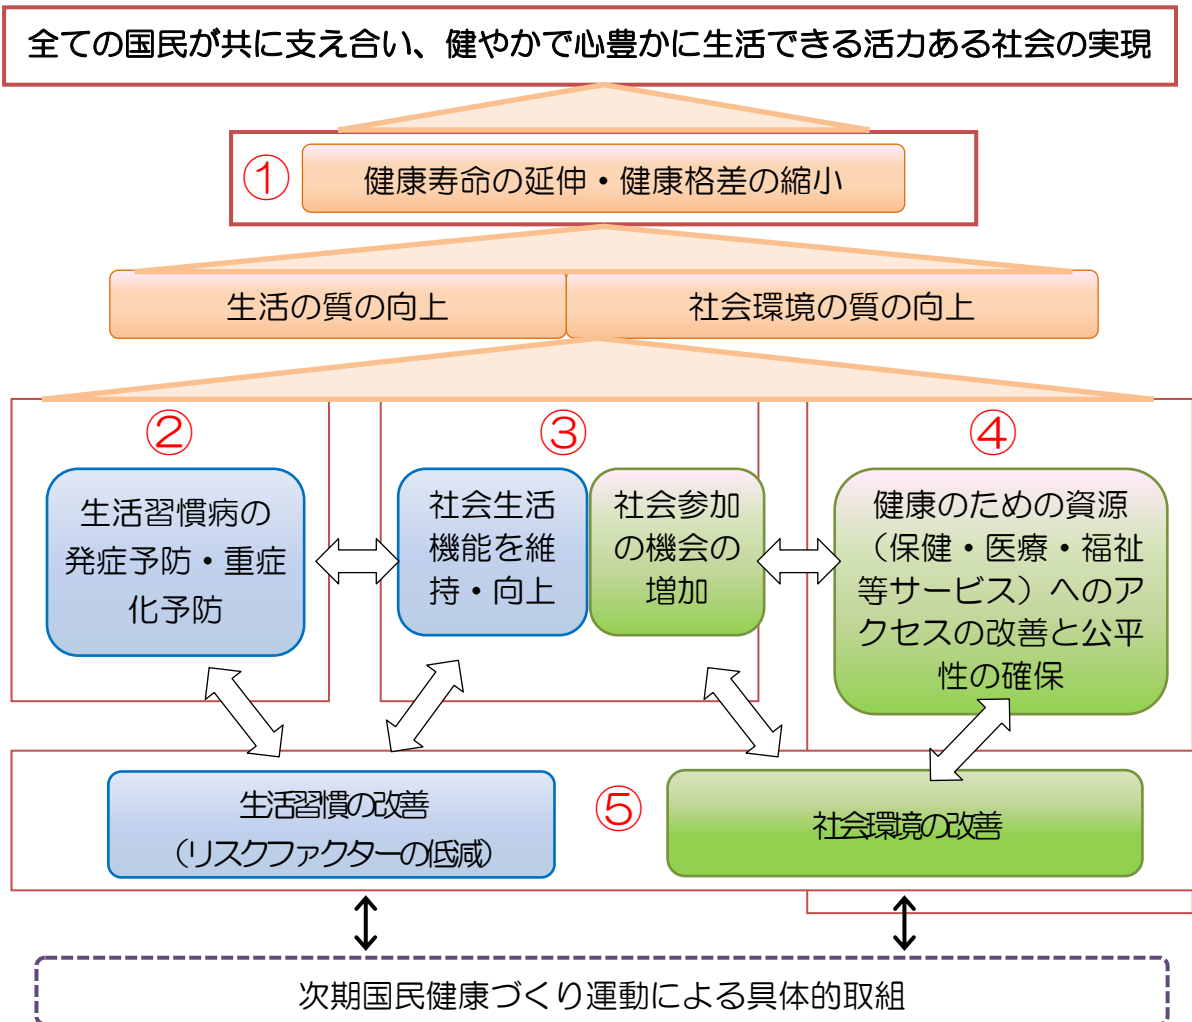 全ての国民が共に支え合い、健やかで心豊かに生活できる活力ある社会の実現
①
健康寿命の延伸・健康格差の縮小
生活の質の向上
社会環境の質の向上
②
③
④
生活習慣病の
発症予防・重症
化予防
社会生活
機能を維
持・向上
社会参加
の機会の
増加
健康のための資源
（保健・医療・福祉
等サービス）へのア
クセスの改善と公平
性の確保
生活習慣の改善
（リスクファクターの低減）
⑤
社会環境の改善
次期国民健康づくり運動による具体的取組